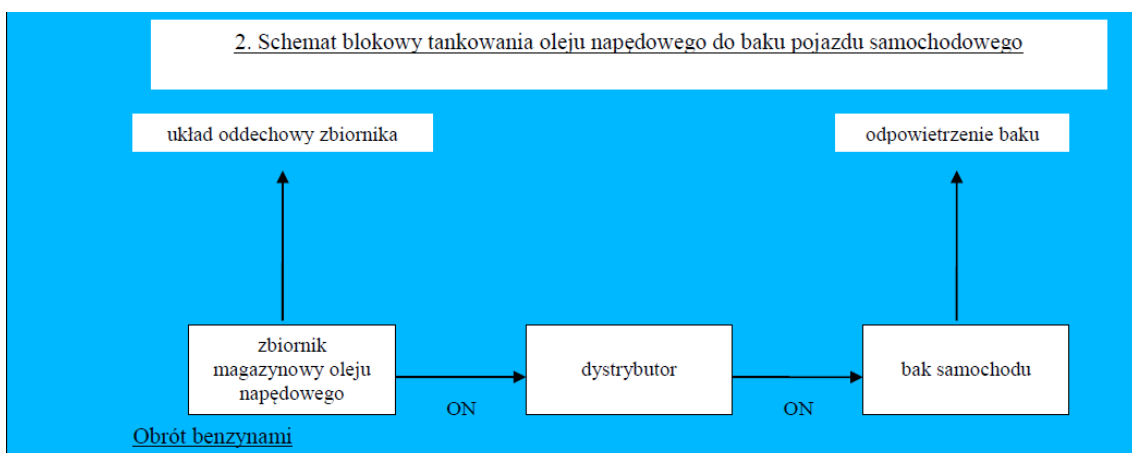 2. Schemat blokowy tankowania oleju napędowego do baku pojazdu samochodowego
układ oddechowy zbiornika
odpowietrzenie baku
zbiornik
magazynowy oleju
napędowego
dystrybutor
bak samochodu
ON
ON
Obrót benzynami